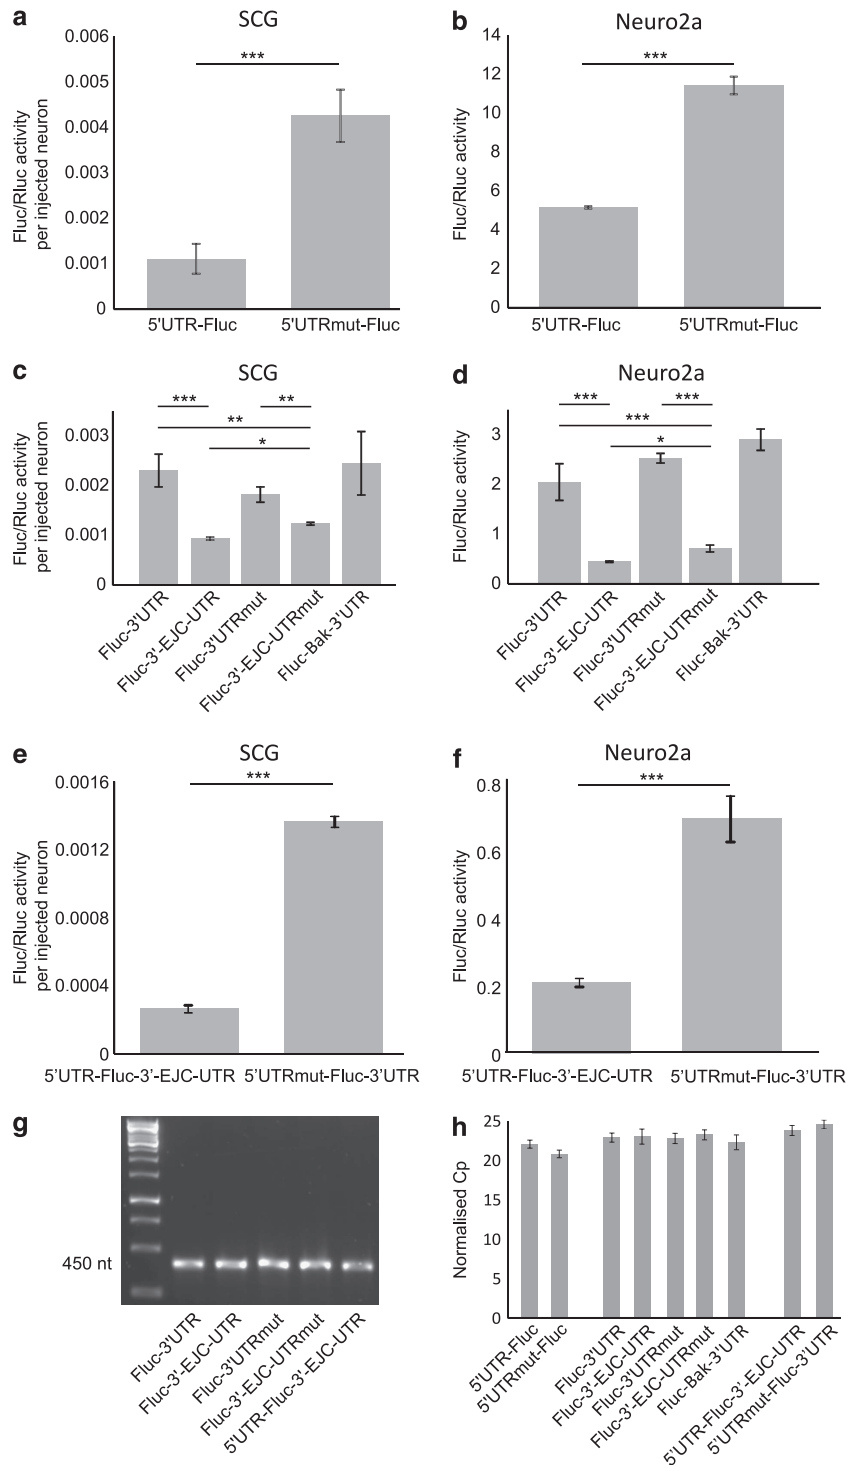 a
SCG
0.006
0.005
0.004
0.003
0.002
0.001
0
Fluc/Rluc activity
per injected neuron
***
5'UTR-Fluc
5'UTRmut-Fluc
b
Neuro2a
14
12
10
8
6
4
2
0
Fluc/Rluc activity
***
5'UTR-Fluc
5'UTRmut-Fluc
c
SCG
0.003
0.002
0.001
0
Fluc/Rluc activity
per injected neuron
*** **
**
*
Fluc-3'UTR
Fluc-3'-EJC-UTR
Fluc-3'UTRmut
Fluc-3'-EJC-UTRmut
Fluc-Bak-3'UTR
d
Neuro2a
3
2
1
0
Fluc/Rluc activity
*** ***
***
*
Fluc-3'UTR
Fluc-3'-EJC-UTR
Fluc-3'UTRmut
Fluc-3'-EJC-UTRmut
Fluc-Bak-3'UTR
e
SCG
0.0016
0.0012
0.0008
0.0004
0
Fluc/Rluc activity
per injected neuron
***
5'UTR-Fluc-3'-EJC-UTR
5'UTRmut-Fluc-3'UTR
f
Neuro2a
0.8
0.6
0 4
0.2
0
Fluc/Rluc activity
***
5'UTR-Fluc-3'-EJC-UTR
5'UTRmut-Fluc-3'UTR
g
450 nt
Fluc-3'UTR
Fluc-3'-EJC-UTR
Fluc-3'UTRmut
Fluc-3'-EJC-UTRmut
5'UTR-Fluc-3'-EJC-UTR
h
25
20
15
10
5
0
Normalised Cp
5'UTR-Fluc
5'UTRmut-Fluc
Fluc-3'UTR
Fluc-3'-EJC-UTR
Fluc-3'UTRmut
Fluc-3'-EJC-UTRmut
Fluc-Bak-3'UTR
5'UTR-Fluc-3'-EJC-UTR
5'UTRmut-Fluc-3'UTR